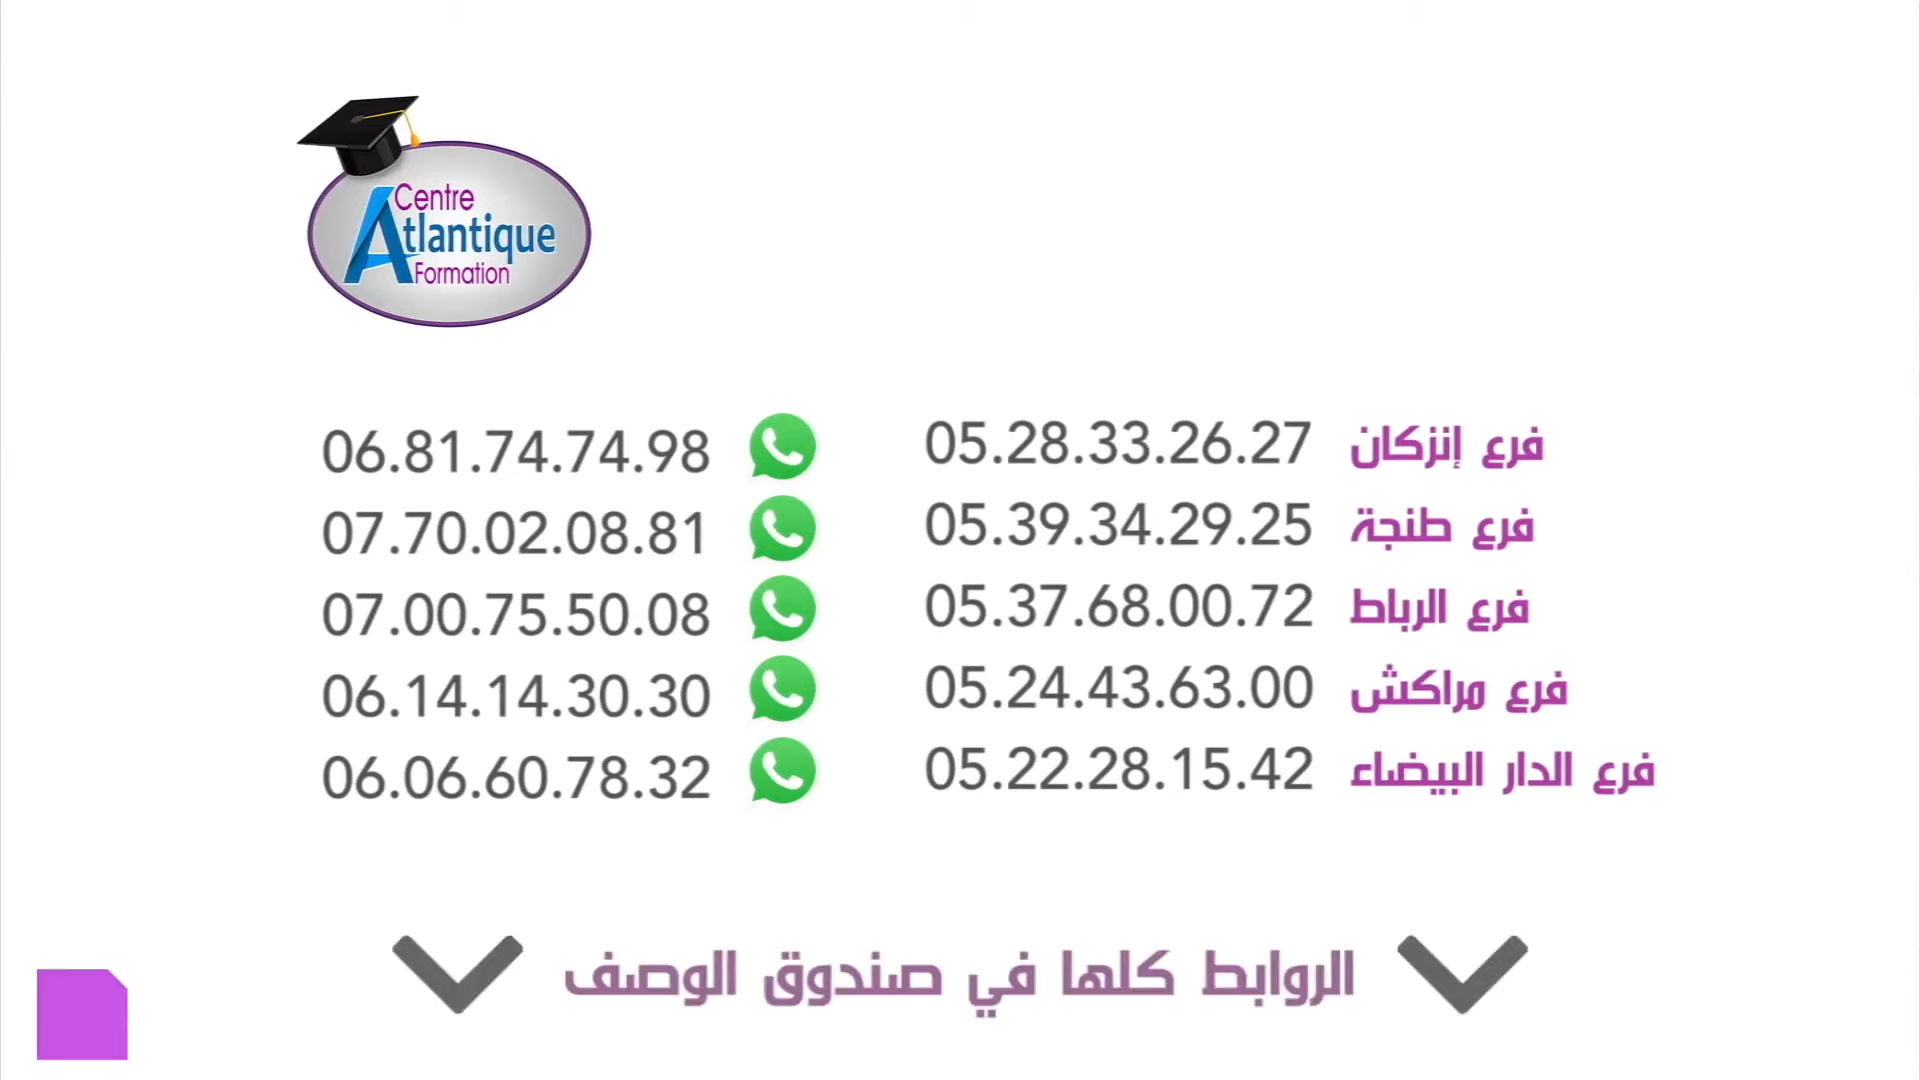 Centre
Atlantique
Formation
فرع إنزكان 05.28.33.26.27 06.81.74.74.98
فرع طنجة 05.39.34.29.25 07.70.02.08.81
فرع الرباط 05.37.68.00.72 07.00.75.50.08
فرع مراكش 05.24.43.63.00 06.14.14.30.30
فرع الدار البيضاء 05.22.28.15.42 06.06.60.78.32
الروابط كلها في صندوق الوصف